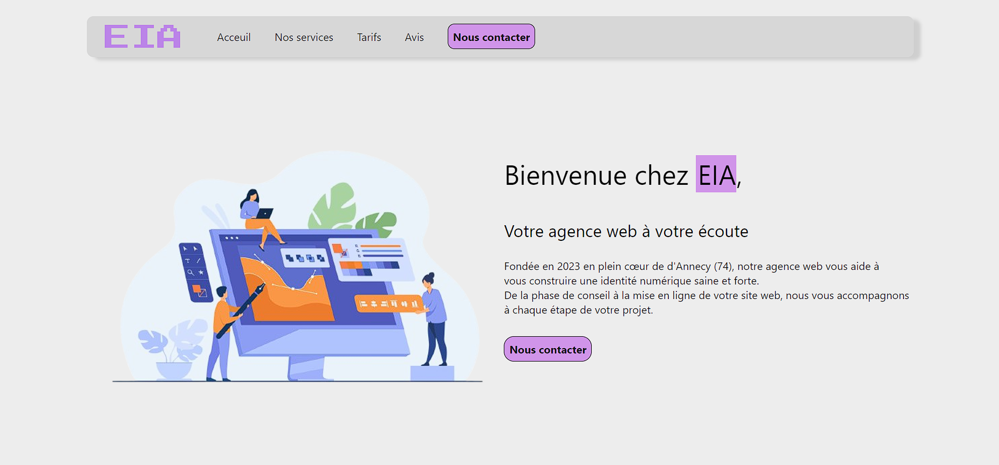 EIA
Acceuil
Nos services
Tarifs
Avis
Nous contacter
Bienvenue chez EIA,
Votre agence web à votre écoute
Fondée en 2023 en plein cœur de d'Annecy (74), notre agence web vous aide à
vous construire une identité numérique saine et forte.
De la phase de conseil à la mise en ligne de votre site web, nous vous accompagnons
à chaque étape de votre projet.
Nous contacter